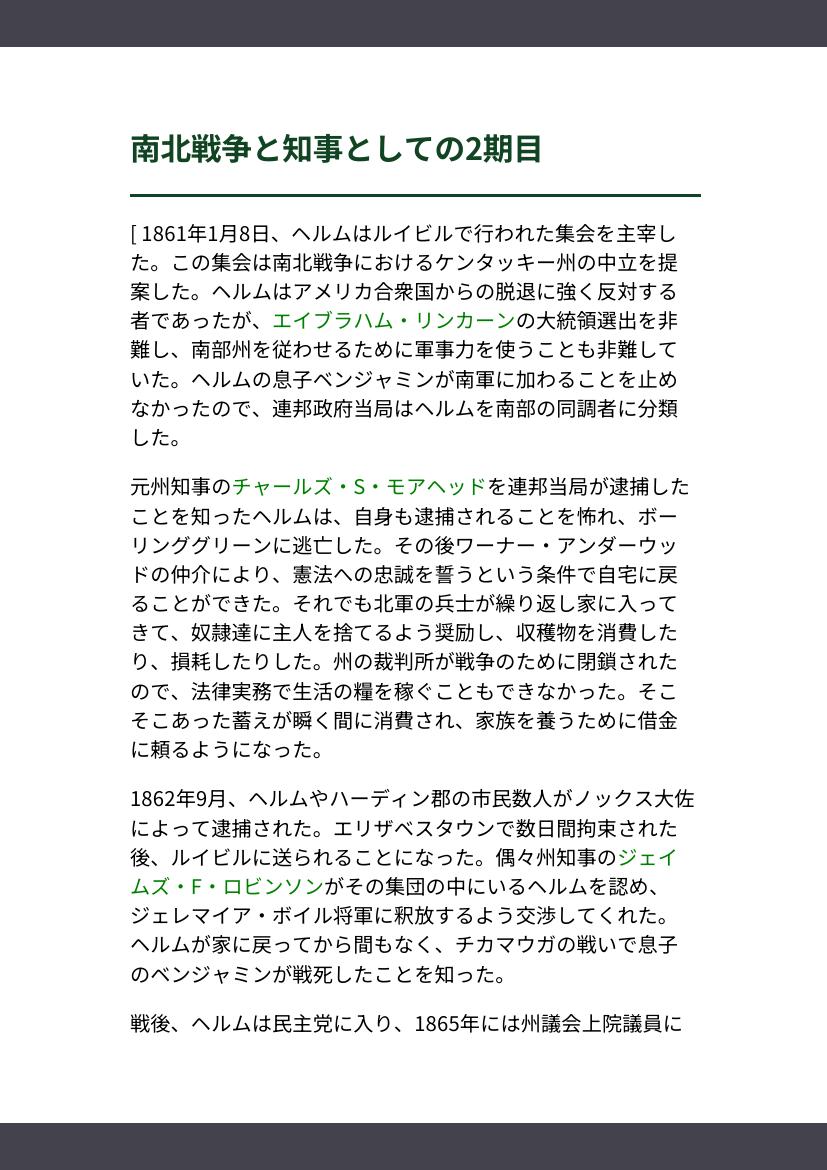 南北戦争と知事としての2期目
[ 1861年1月8日、ヘルムはルイビルで行われた集会を主宰し
た。この集会は南北戦争におけるケンタッキー州の中立を提
案した。ヘルムはアメリカ合衆国からの脱退に強く反対する
者であったが、エイブラハム・リンカーンの大統領選出を非
難し、南部州を従わせるために軍事力を使うことも非難して
いた。ヘルムの息子ベンジャミンが南軍に加わることを止め
なかったので、連邦政府当局はヘルムを南部の同調者に分類
した。
元州知事のチャールズ・S・モアヘッドを連邦当局が逮捕した
ことを知ったヘルムは、自身も逮捕されることを怖れ、ボー
リンググリーンに逃亡した。その後ワーナー・アンダーウッ
ドの仲介により、憲法への忠誠を誓うという条件で自宅に戻
ることができた。それでも北軍の兵士が繰り返し家に入って
きて、奴隷達に主人を捨てるよう奨励し、収穫物を消費した
り、損耗したりした。州の裁判所が戦争のために閉鎖された
ので、法律実務で生活の糧を稼ぐこともできなかった。そこ
そこあった蓄えが瞬く間に消費され、家族を養うために借金
に頼るようになった。
1862年9月、ヘルムやハーディン郡の市民数人がノックス大佐
によって逮捕された。エリザベスタウンで数日間拘束された
後、ルイビルに送られることになった。偶々州知事のジェイ
ムズ・F・ロビンソンがその集団の中にいるヘルムを認め、
ジェレマイア・ボイル将軍に釈放するよう交渉してくれた。
ヘルムが家に戻ってから間もなく、チカマウガの戦いで息子
のベンジャミンが戦死したことを知った。
戦後、ヘルムは民主党に入り、1865年には州議会上院議員に